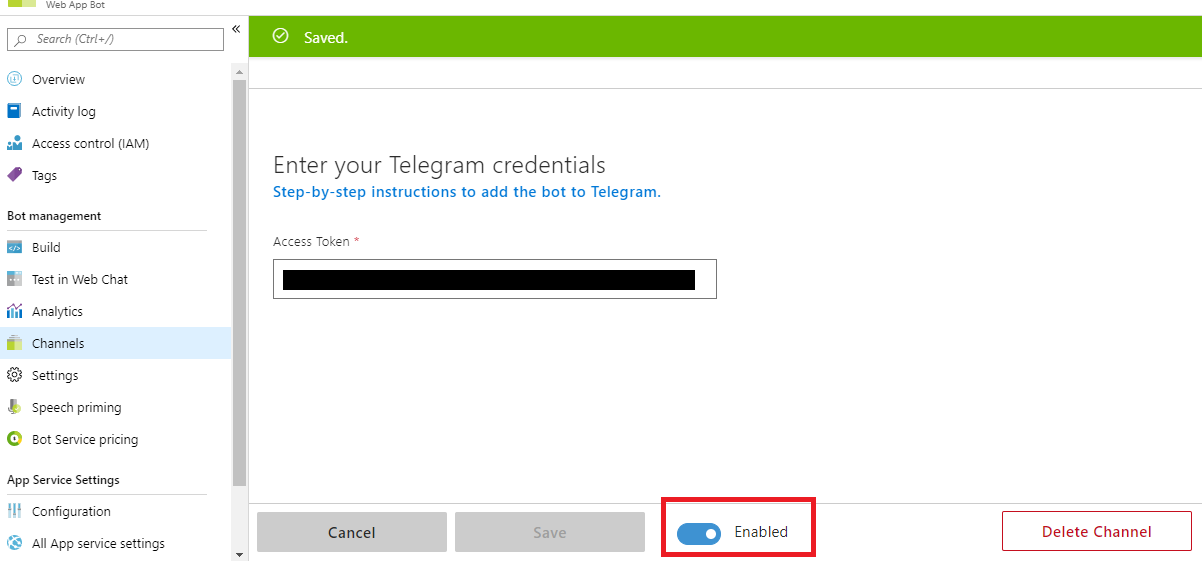 Web App Bot
Search (Ctrl+/)
«
Saved.
Overview
Activity log
Access control (IAM)
Tags
Bot management
Build
Test in Web Chat
Analytics
Channels
Settings
Speech priming
Bot Service pricing
App Service Settings
Configuration
All App service settings
Enter your Telegram credentials
Step-by-step instructions to add the bot to Telegram.
Access Token *
Cancel
Save
Enabled
Delete Channel